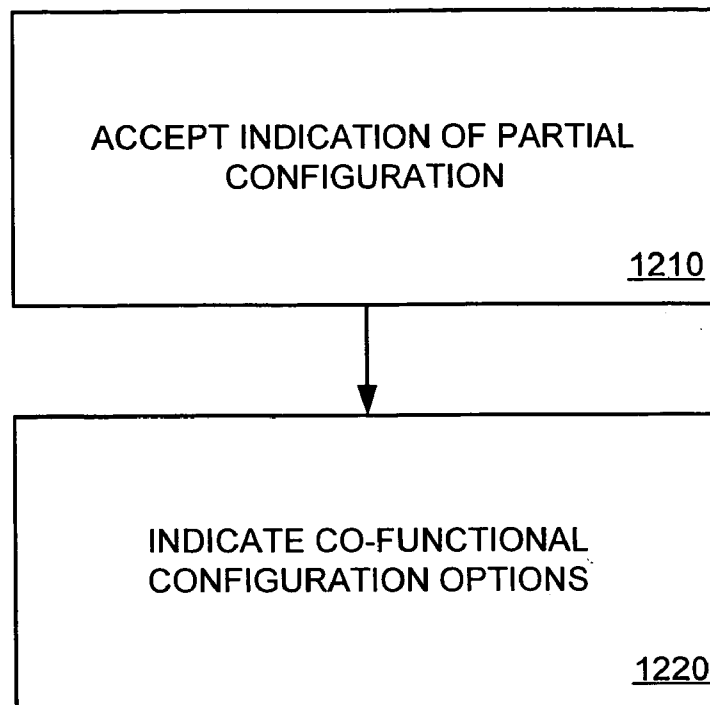 ACCEPT INDICATION OF PARTIAL
CONFIGURATION
1210
INDICATE CO-FUNCTIONAL
CONFIGURATION OPTIONS
1220